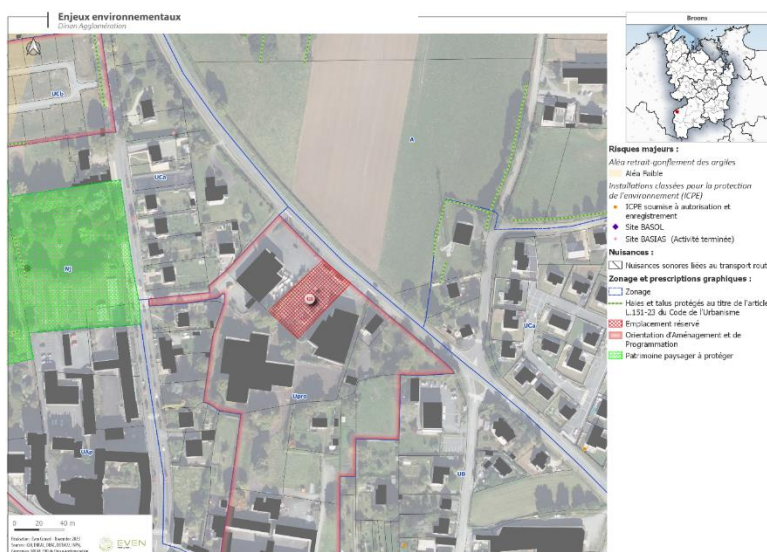 Enjeux environnementaux
Dinan Agglomération
Broons
Risques majeurs :
Aléa retrait-gonflement des argiles
Aléa Faible
Installations classées pour la protection
de l'environnement (ICPE)
ICPE soumise à autorisation et
enregistrement
Site BASOL
Site BASIAS (Activité terminée)
Nuisances :
Nuisances sonores liées au transport rout
Zonage et prescriptions graphiques :
Zonage
Haies et talus protégés au titre de l'article
L.151-23 du Code de l'Urbanisme
Emplacement réservé
Orientation d'Aménagement et de
Programmation
Patrimoine paysager à protéger
A
UCa
Nj
UCa
Upro
UB
0 20 40 m
EVEN